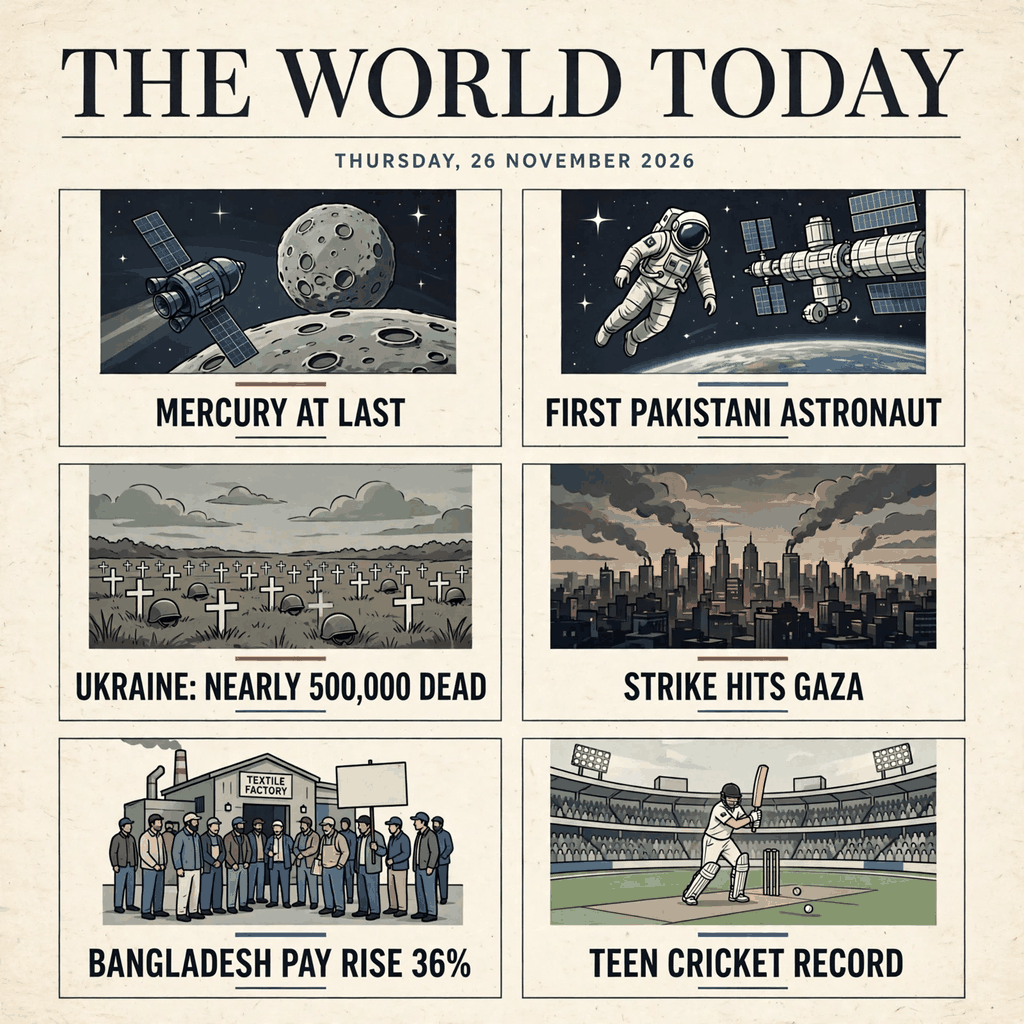 THE WORLD TODAY
THURSDAY, 26 NOVEMBER 2026
MERCURY AT LAST
FIRST PAKISTANI ASTRONAUT
UKRAINE: NEARLY 500,000 DEAD
STRIKE HITS GAZA
TEXTILE
FACTORY
BANGLADESH PAY RISE 36%
TEEN CRICKET RECORD